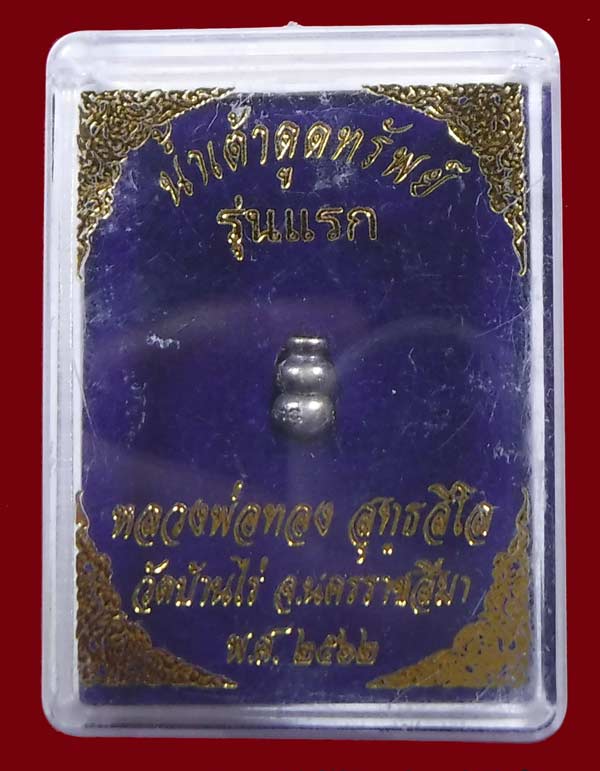 น้ำเต้าดูดทรัพย์
รุ่นแรก
หลวงพ่อทอง สุทฺธสีโล
วัดบ้านไร่ จ.นครราชสีมา
พ.ศ. ๒๕๖๒